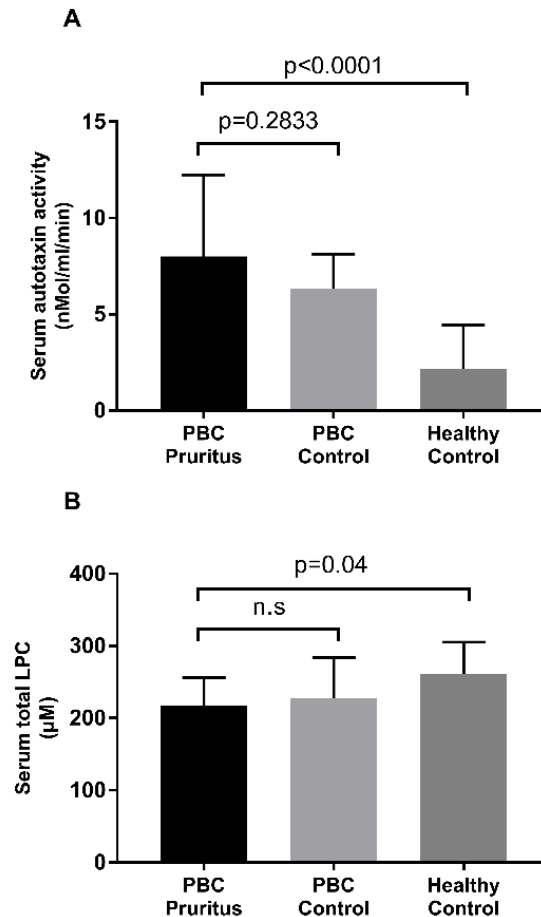 A
p<0.0001
p=0.2833
Serum autotaxin activity
(nMol/ml/min)
15
10
5
0
PBC
Pruritus
PBC
Control
Healthy
Control
B
p=0.04
n.s
Serum total LPC
(µM)
400
300
200
100
0
PBC
Pruritus
PBC
Control
Healthy
Control